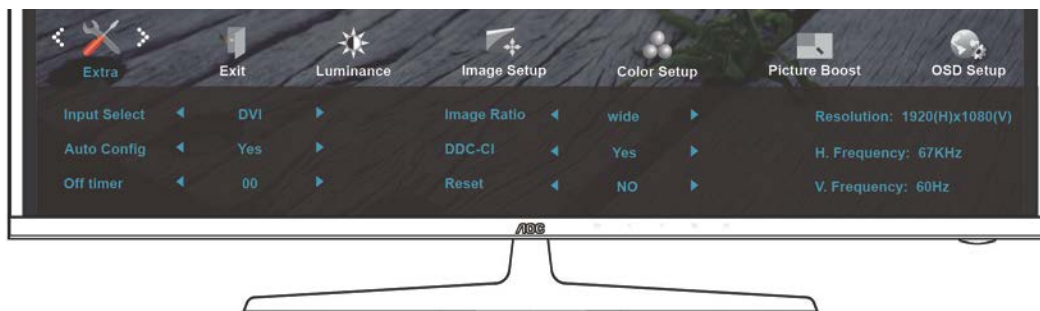 Extra Exit Luminance Image Setup Color Setup Picture Boost OSD Setup
Input Select DVI Image Ratio wide Resolution: 1920(H)x1080(V)
Auto Config Yes DDC-CI Yes H. Frequency: 67KHz
Off timer 00 Reset NO V. Frequency: 60Hz
AOC